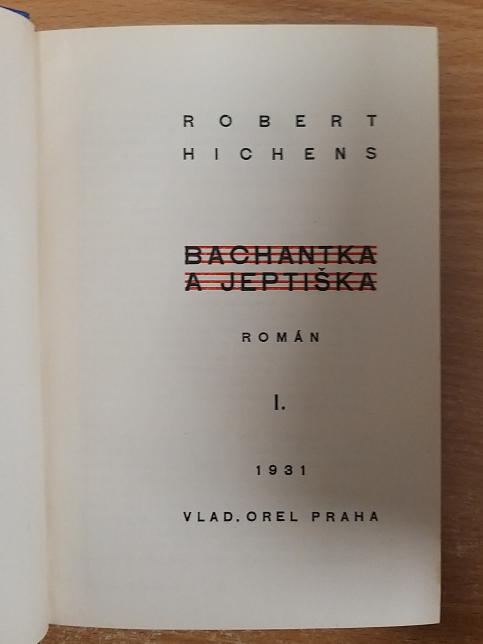 ROBERT
HICHENS
BACHANTKA
A JEPTIŠKA
ROMÁN
I.
1931
VLAD. OREL PRAHA